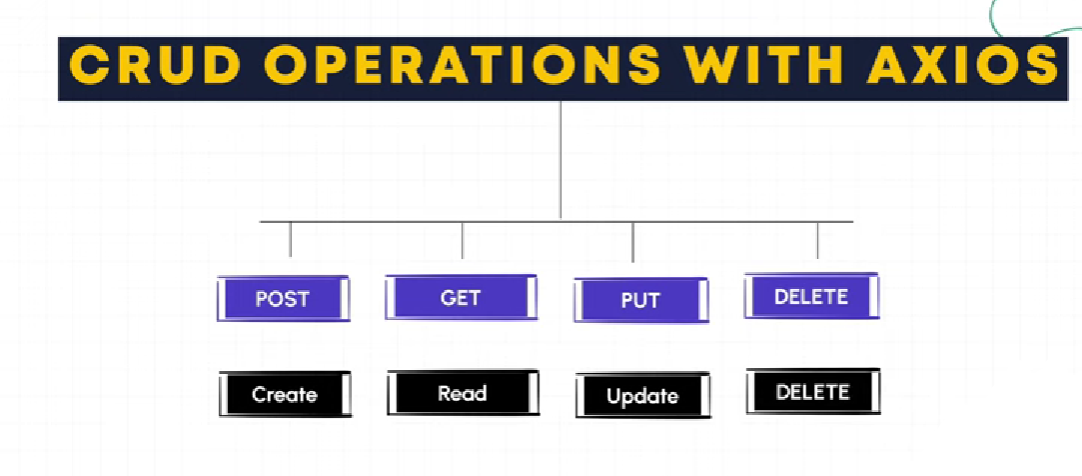 CRUD OPERATIONS WITH AXIOS
POST GET PUT DELETE
Create Read Update DELETE